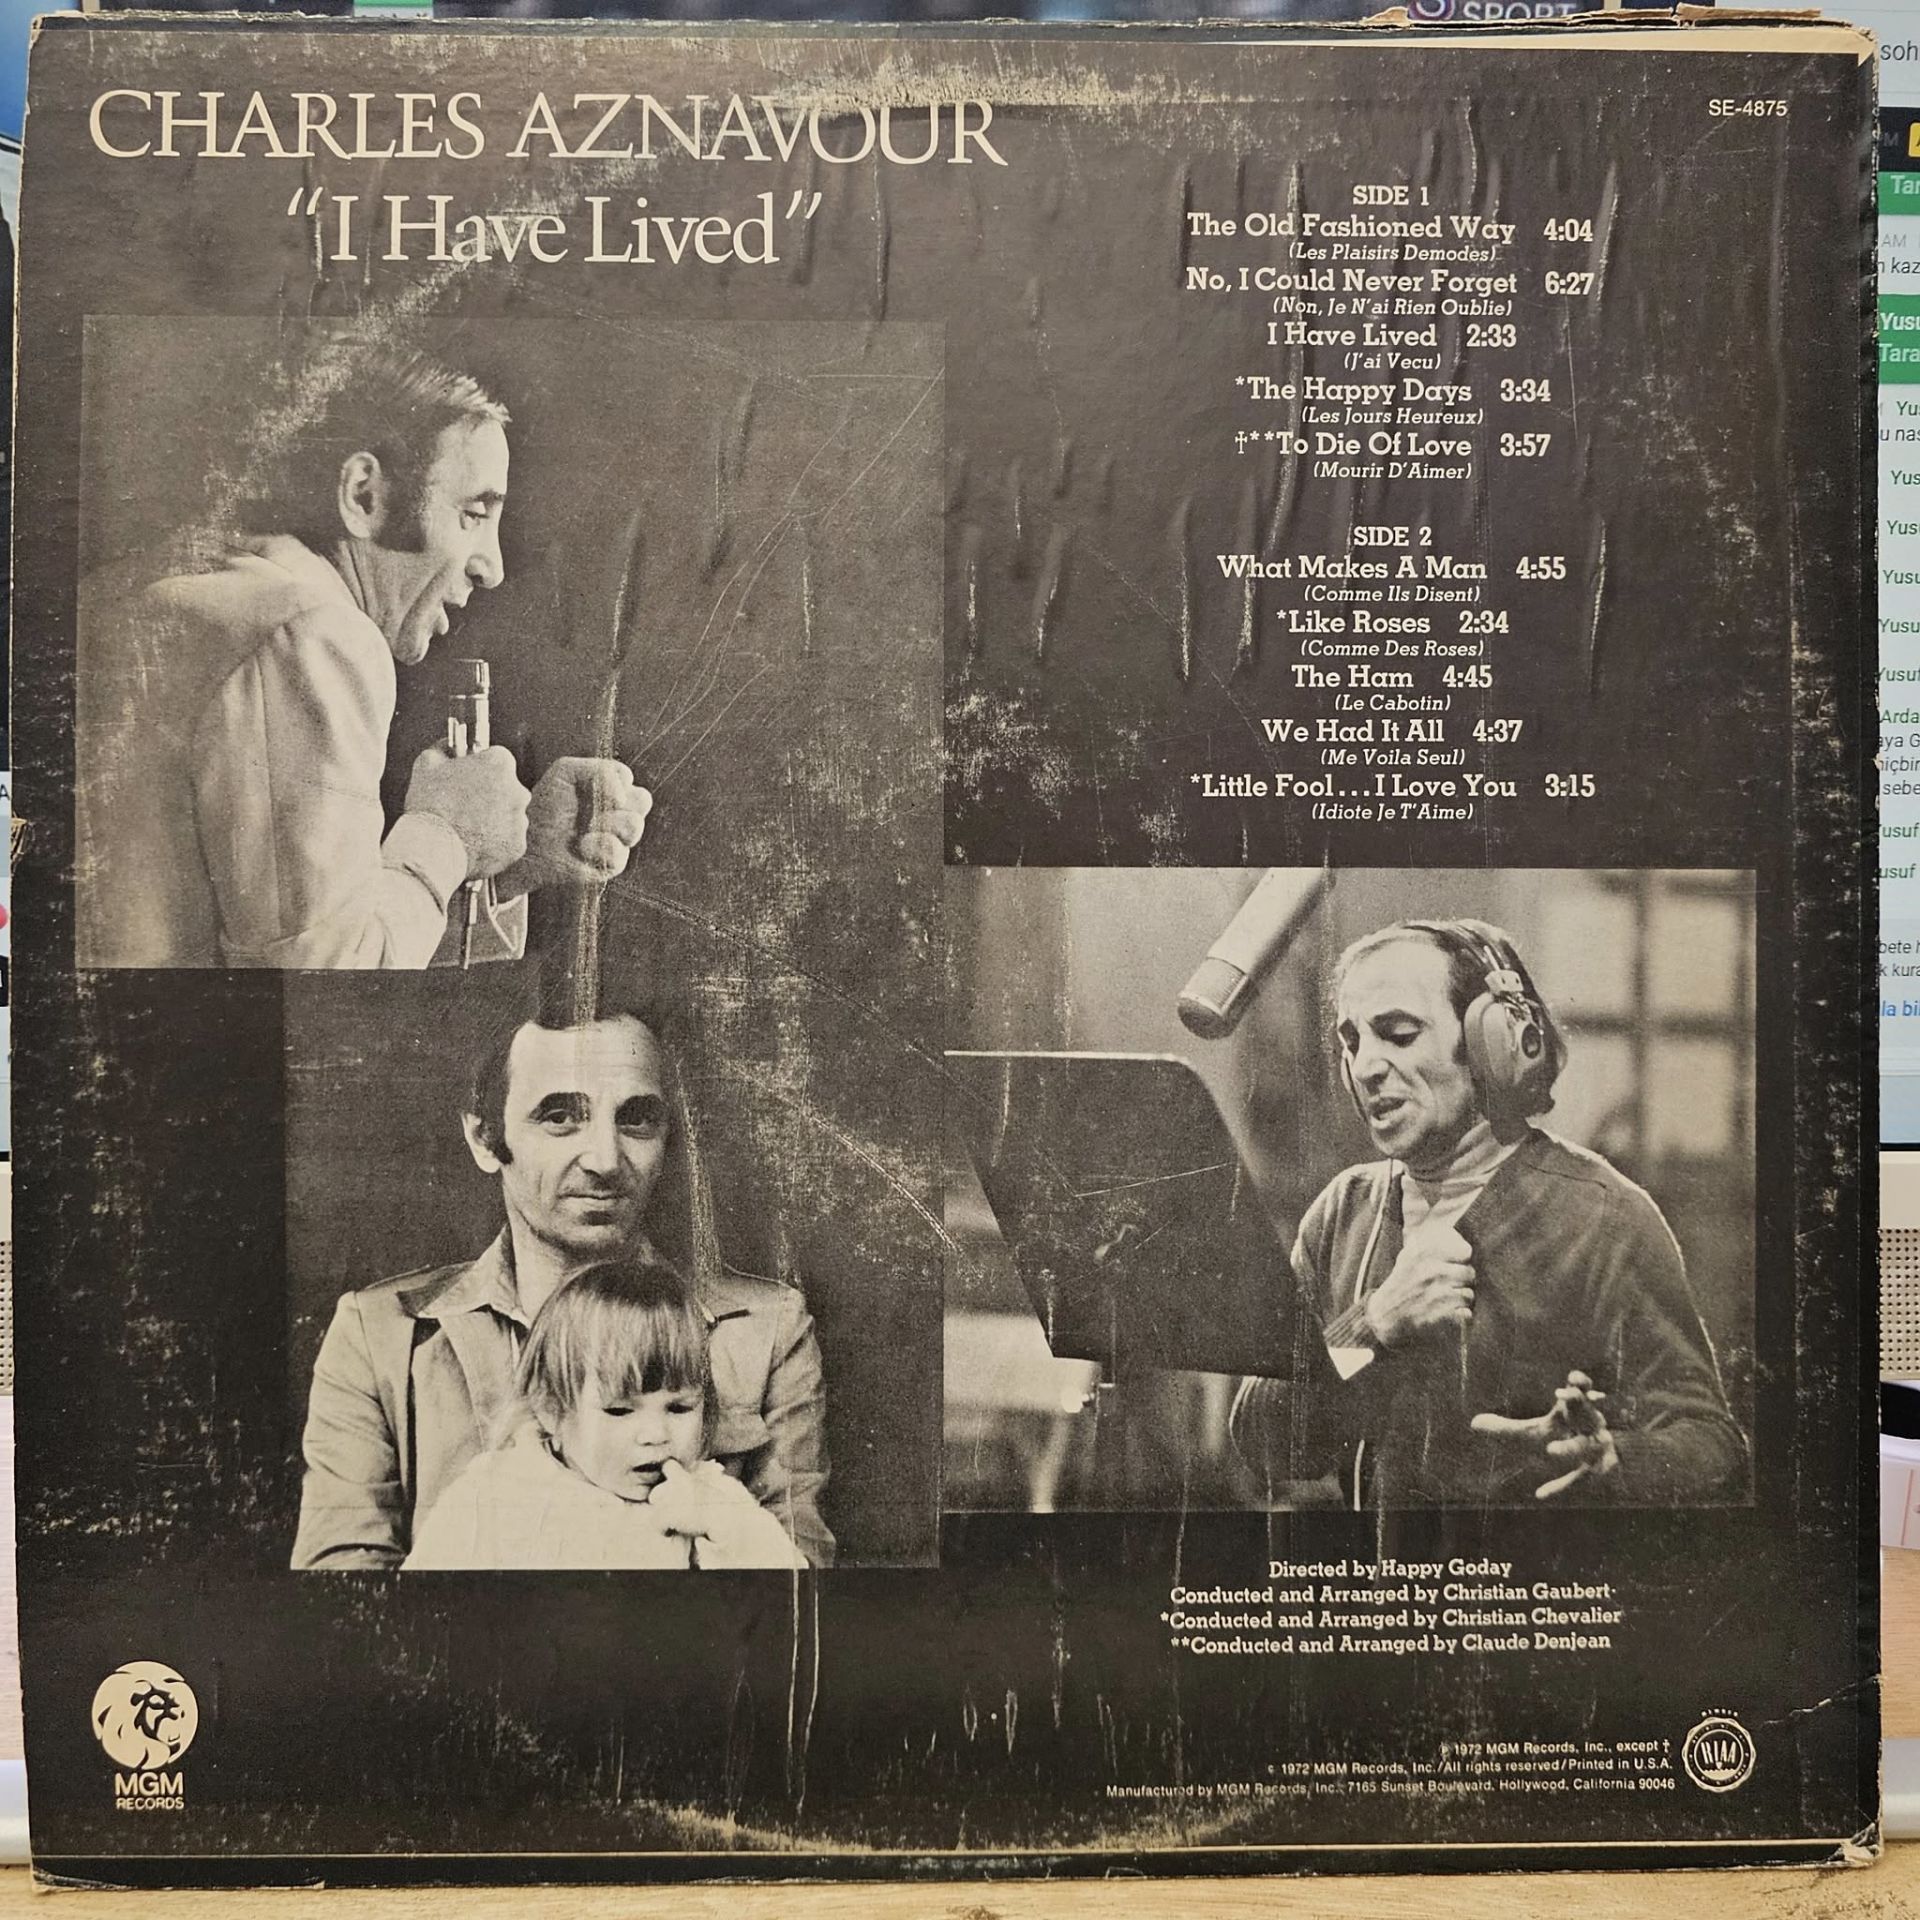 SPORT
CHARLES AZNAVOUR
"I Have Lived"
SE-4875
SIDE 1
The Old Fashioned Way 4:04
(Les Plaisirs Demodes)
No, I Could Never Forget 6:27
(Non, Je N'ai Rien Oublie)
I Have Lived 2:33
(J'ai Vecu)
*The Happy Days 3:34
(Les Jours Heureux)
†**To Die Of Love 3:57
(Mourir D'Aimer)
SIDE 2
What Makes A Man 4:55
(Comme Ils Disent)
*Like Roses 2:34
(Comme Des Roses)
The Ham 4:45
(Le Cabotin)
We Had It All 4:37
(Me Voila Seul)
*Little Fool...I Love You 3:15
(Idiote Je T'Aime)
Directed by Happy Goday
Conducted and Arranged by Christian Gaubert
*Conducted and Arranged by Christian Chevalier
**Conducted and Arranged by Claude Denjean
MGM
RECORDS
℗ 1972 MGM Records, Inc., except †
© 1972 MGM Records, Inc./All rights reserved/Printed in U.S.A.
Manufactured by MGM Records, Inc., 7165 Sunset Boulevard, Hollywood, California 90046
MEMBER
RIAA